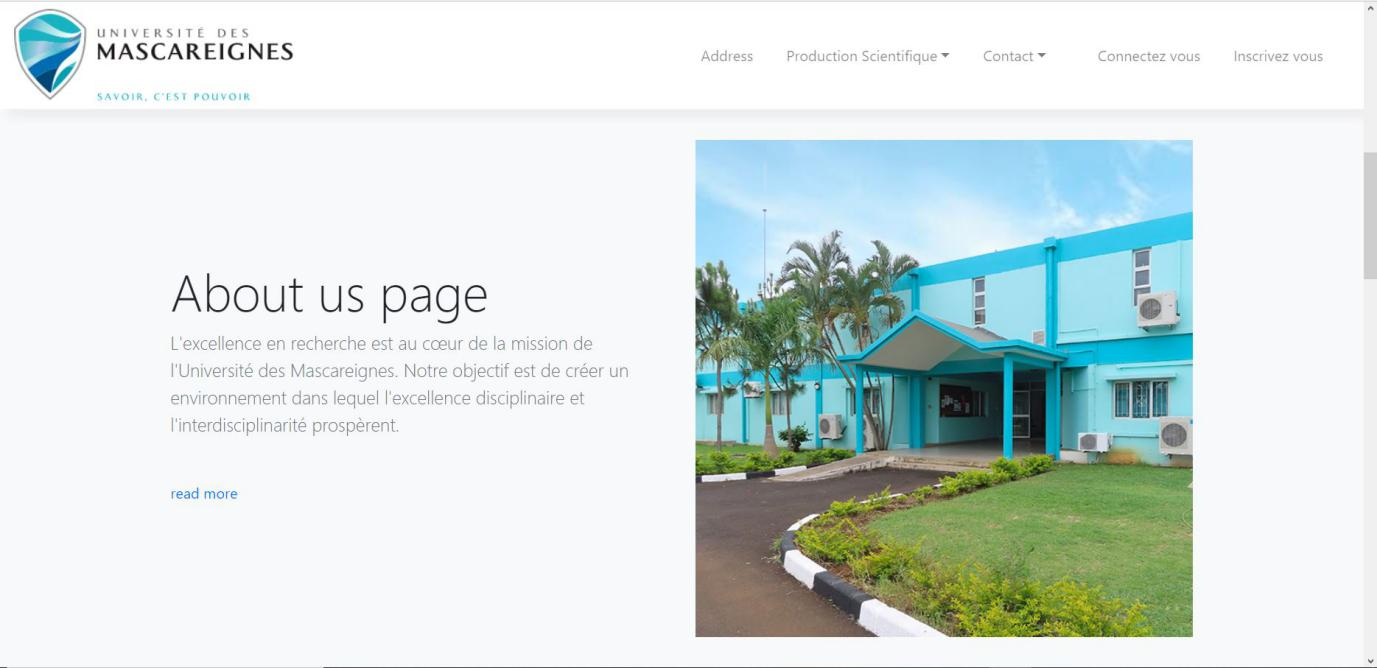 UNIVERSITÉ DES
MASCAREIGNES
SAVOIR, C'EST POUVOIR
Address
Production Scientifique
Contact
Connectez vous
Inscrivez vous
About us page
L'excellence en recherche est au cœur de la mission de
l'Université des Mascareignes. Notre objectif est de créer un
environnement dans lequel l'excellence disciplinaire et
l'interdisciplinarité prospèrent.
read more